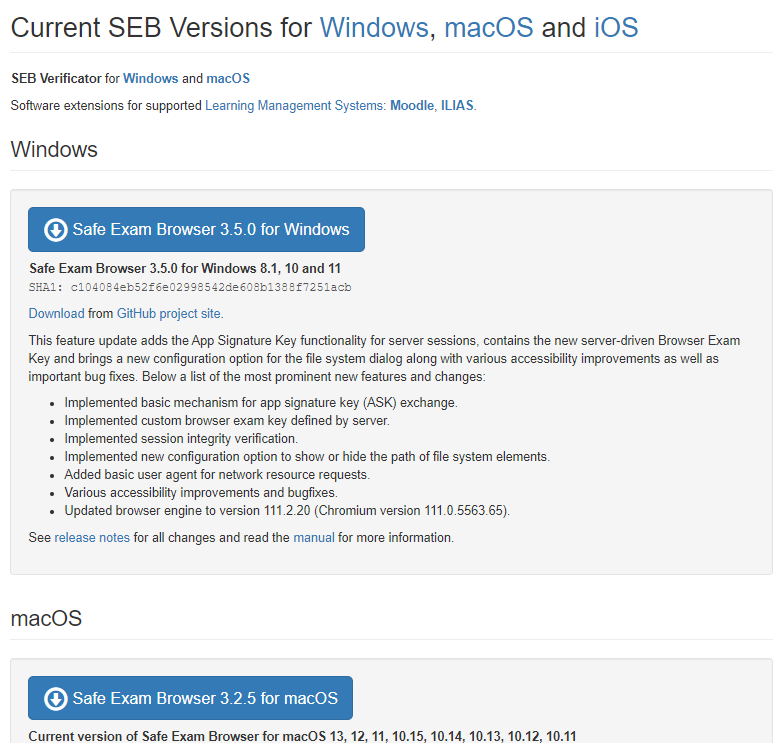 Current SEB Versions for Windows, macOS and iOS
SEB Verificator for Windows and macOS
Software extensions for supported Learning Management Systems: Moodle, ILIAS.
Windows
Safe Exam Browser 3.5.0 for Windows
Safe Exam Browser 3.5.0 for Windows 8.1, 10 and 11
SHA1: c104084eb52f6e02998542de608b1388f7251acb
Download from GitHub project site.
This feature update adds the App Signature Key functionality for server sessions, contains the new server-driven Browser Exam
Key and brings a new configuration option for the file system dialog along with various accessibility improvements as well as
important bug fixes. Below a list of the most prominent new features and changes:
• Implemented basic mechanism for app signature key (ASK) exchange.
• Implemented custom browser exam key defined by server.
• Implemented session integrity verification.
• Implemented new configuration option to show or hide the path of file system elements.
• Added basic user agent for network resource requests.
• Various accessibility improvements and bugfixes.
• Updated browser engine to version 111.2.20 (Chromium version 111.0.5563.65).
See release notes for all changes and read the manual for more information.
macOS
Safe Exam Browser 3.2.5 for macOS
Current version of Safe Exam Browser for macOS 13, 12, 11, 10.15, 10.14, 10.13, 10.12, 10.11